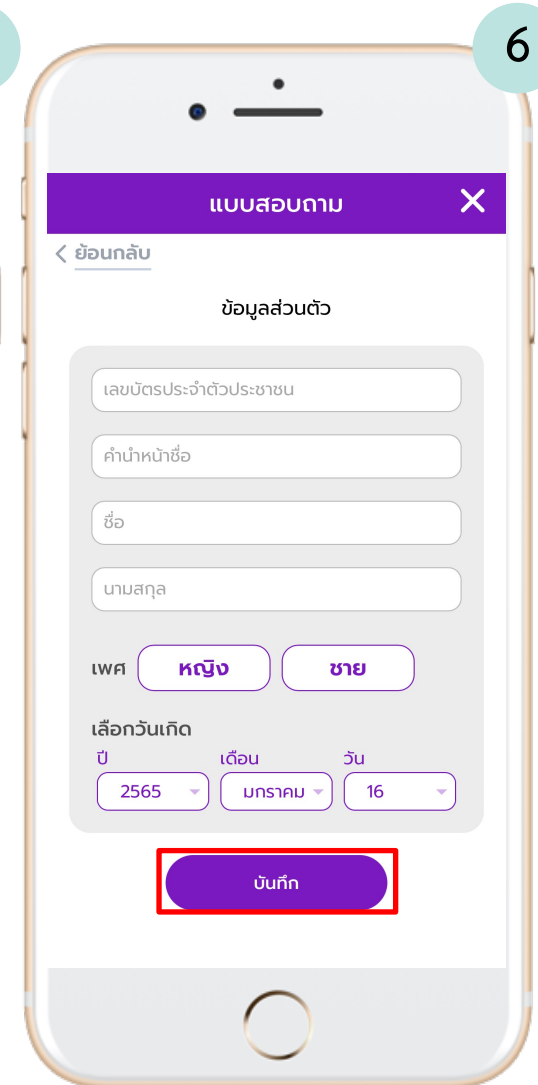 6
แบบสอบถาม
ย้อนกลับ
ข้อมูลส่วนตัว
เลขบัตรประจำตัวประชาชน
คำนำหน้าชื่อ
ชื่อ
นามสกุล
เพศ หญิง ชาย
เลือกวันเกิด
ปี เดือน วัน
2565 มกราคม 16
บันทึก